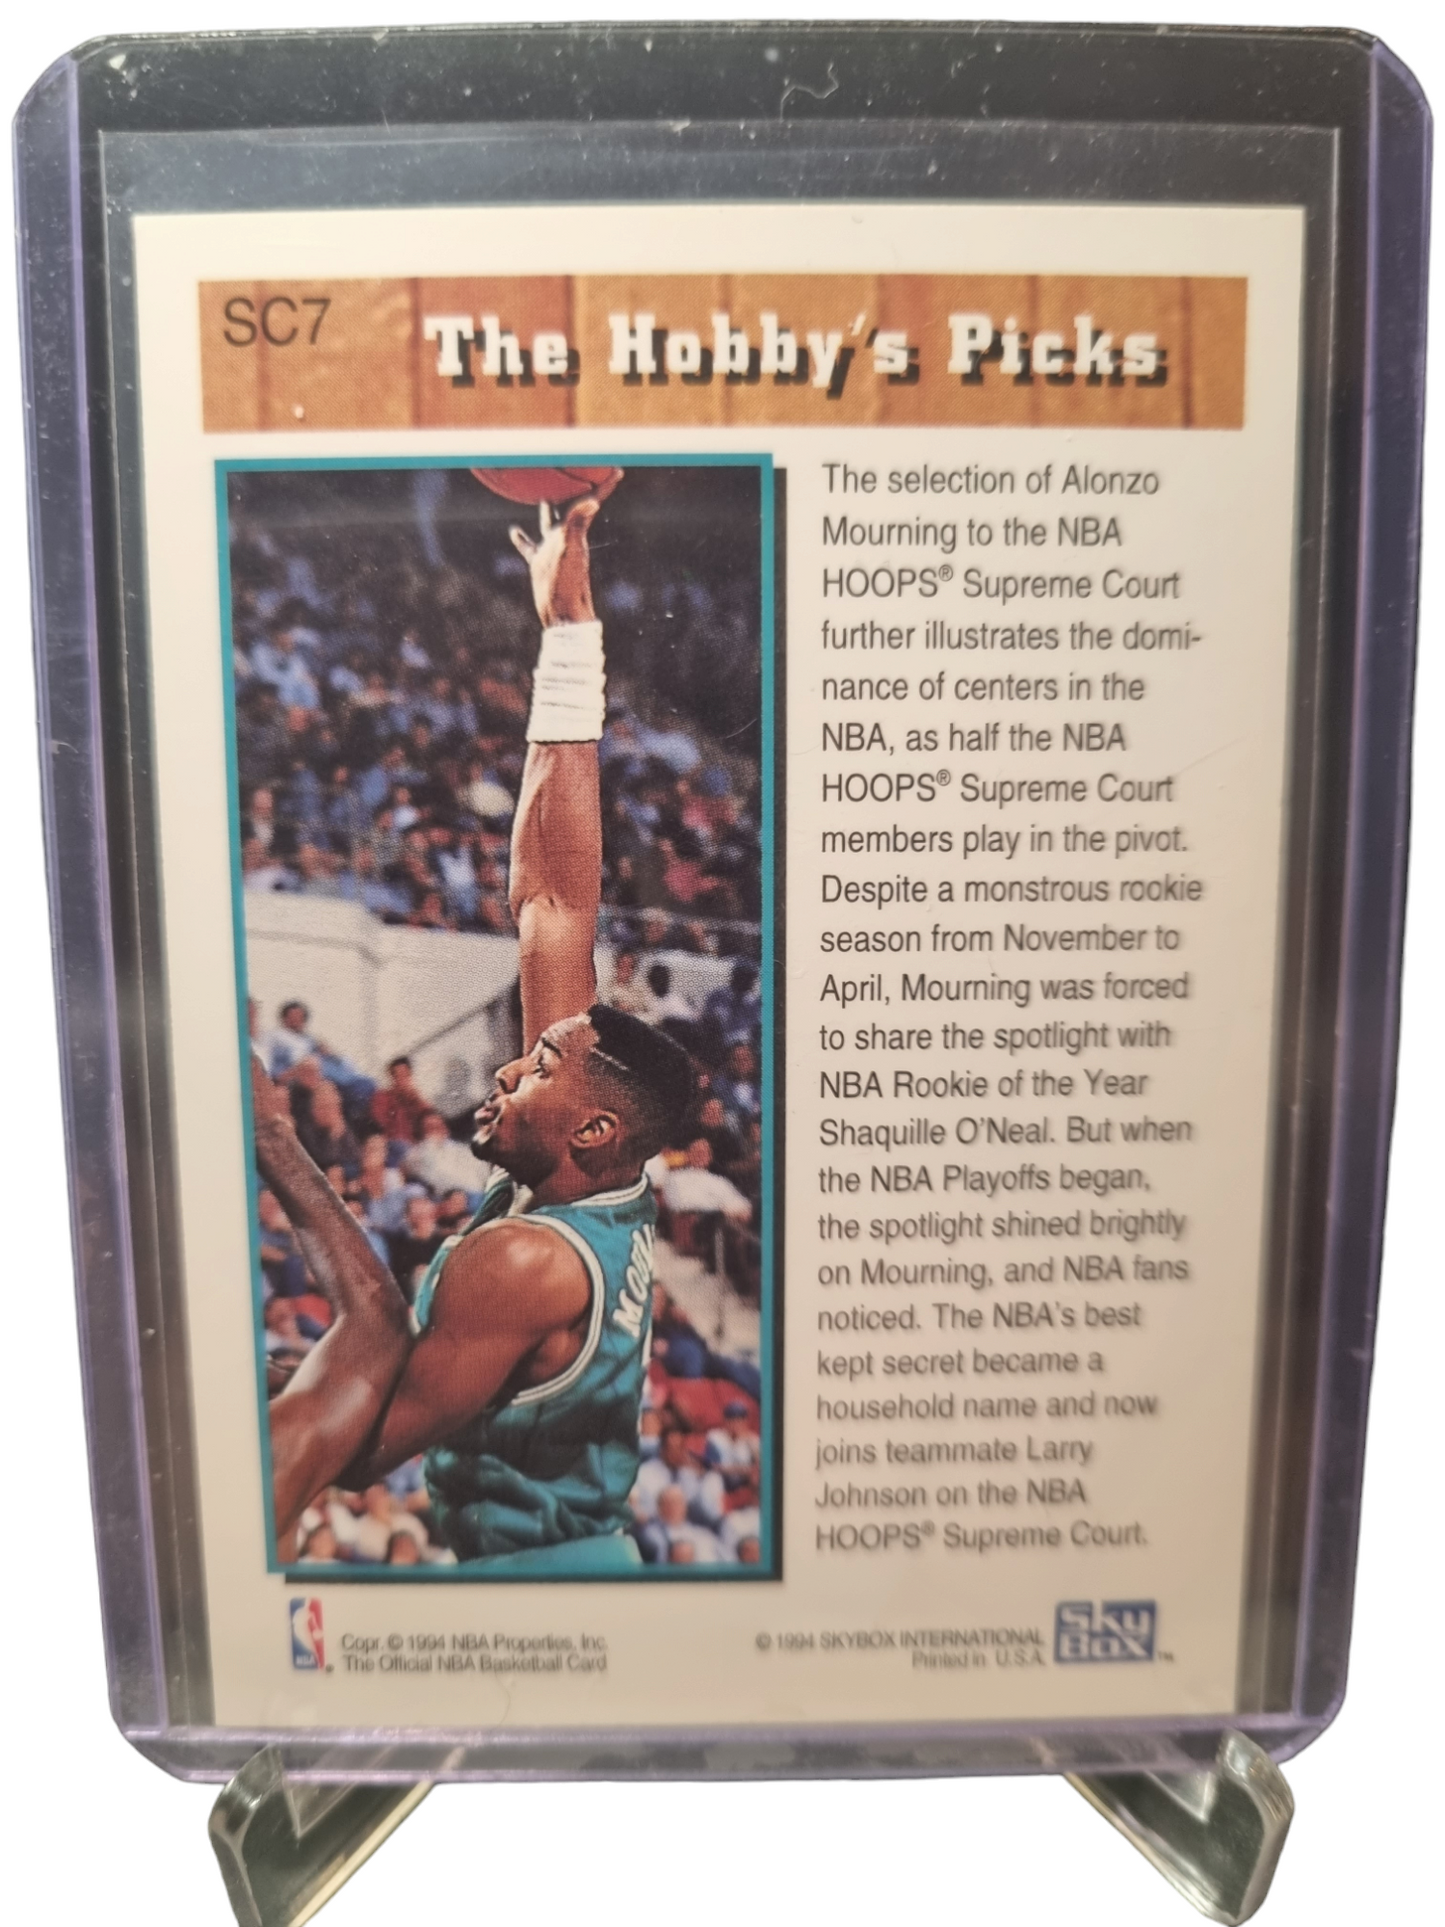 SC7
The Hobby's Picks
The selection of Alonzo
Mourning to the NBA
HOOPS® Supreme Court
further illustrates the domi-
nance of centers in the
NBA, as half the NBA
HOOPS® Supreme Court
members play in the pivot.
Despite a monstrous rookie
season from November to
April, Mourning was forced
to share the spotlight with
NBA Rookie of the Year
Shaquille O'Neal. But when
the NBA Playoffs began,
the spotlight shined brightly
on Mourning, and NBA fans
noticed. The NBA's best
kept secret became a
household name and now
joins teammate Larry
Johnson on the NBA
HOOPS® Supreme Court.
NBA
Copr. © 1994 NBA Properties, Inc.
The Official NBA Basketball Card
© 1994 SKYBOX INTERNATIONAL
Printed in U.S.A.
SkyBox™